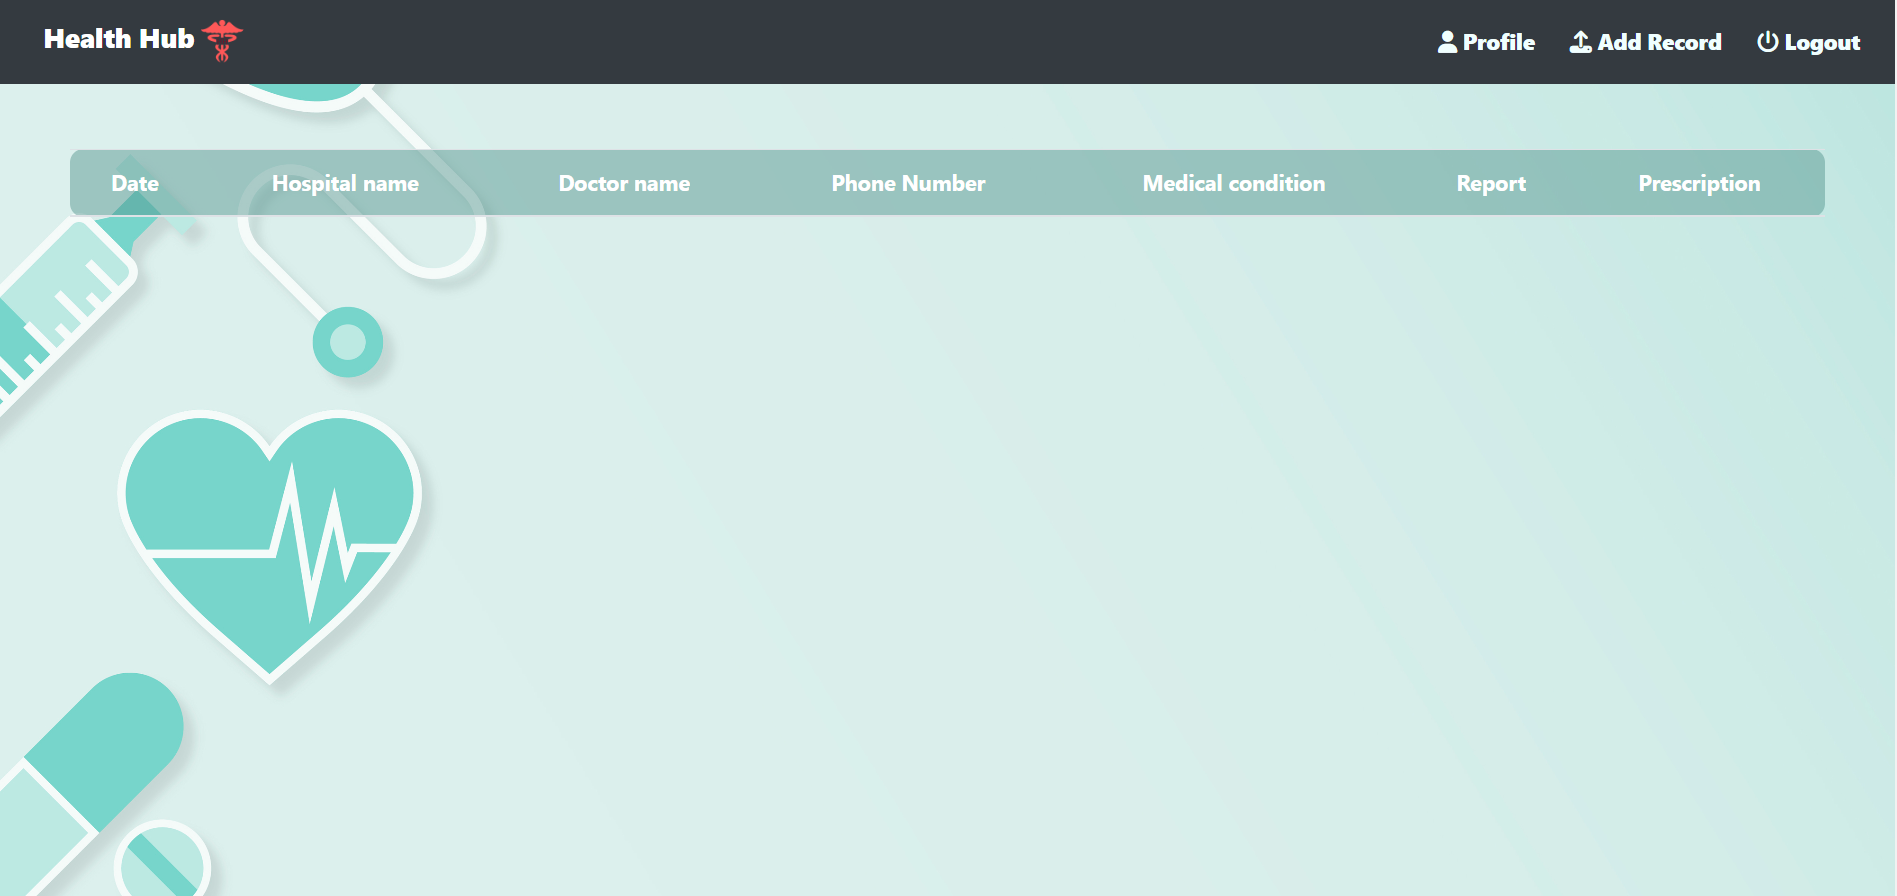 Health Hub
Profile Add Record Logout
Date Hospital name Doctor name Phone Number Medical condition Report Prescription